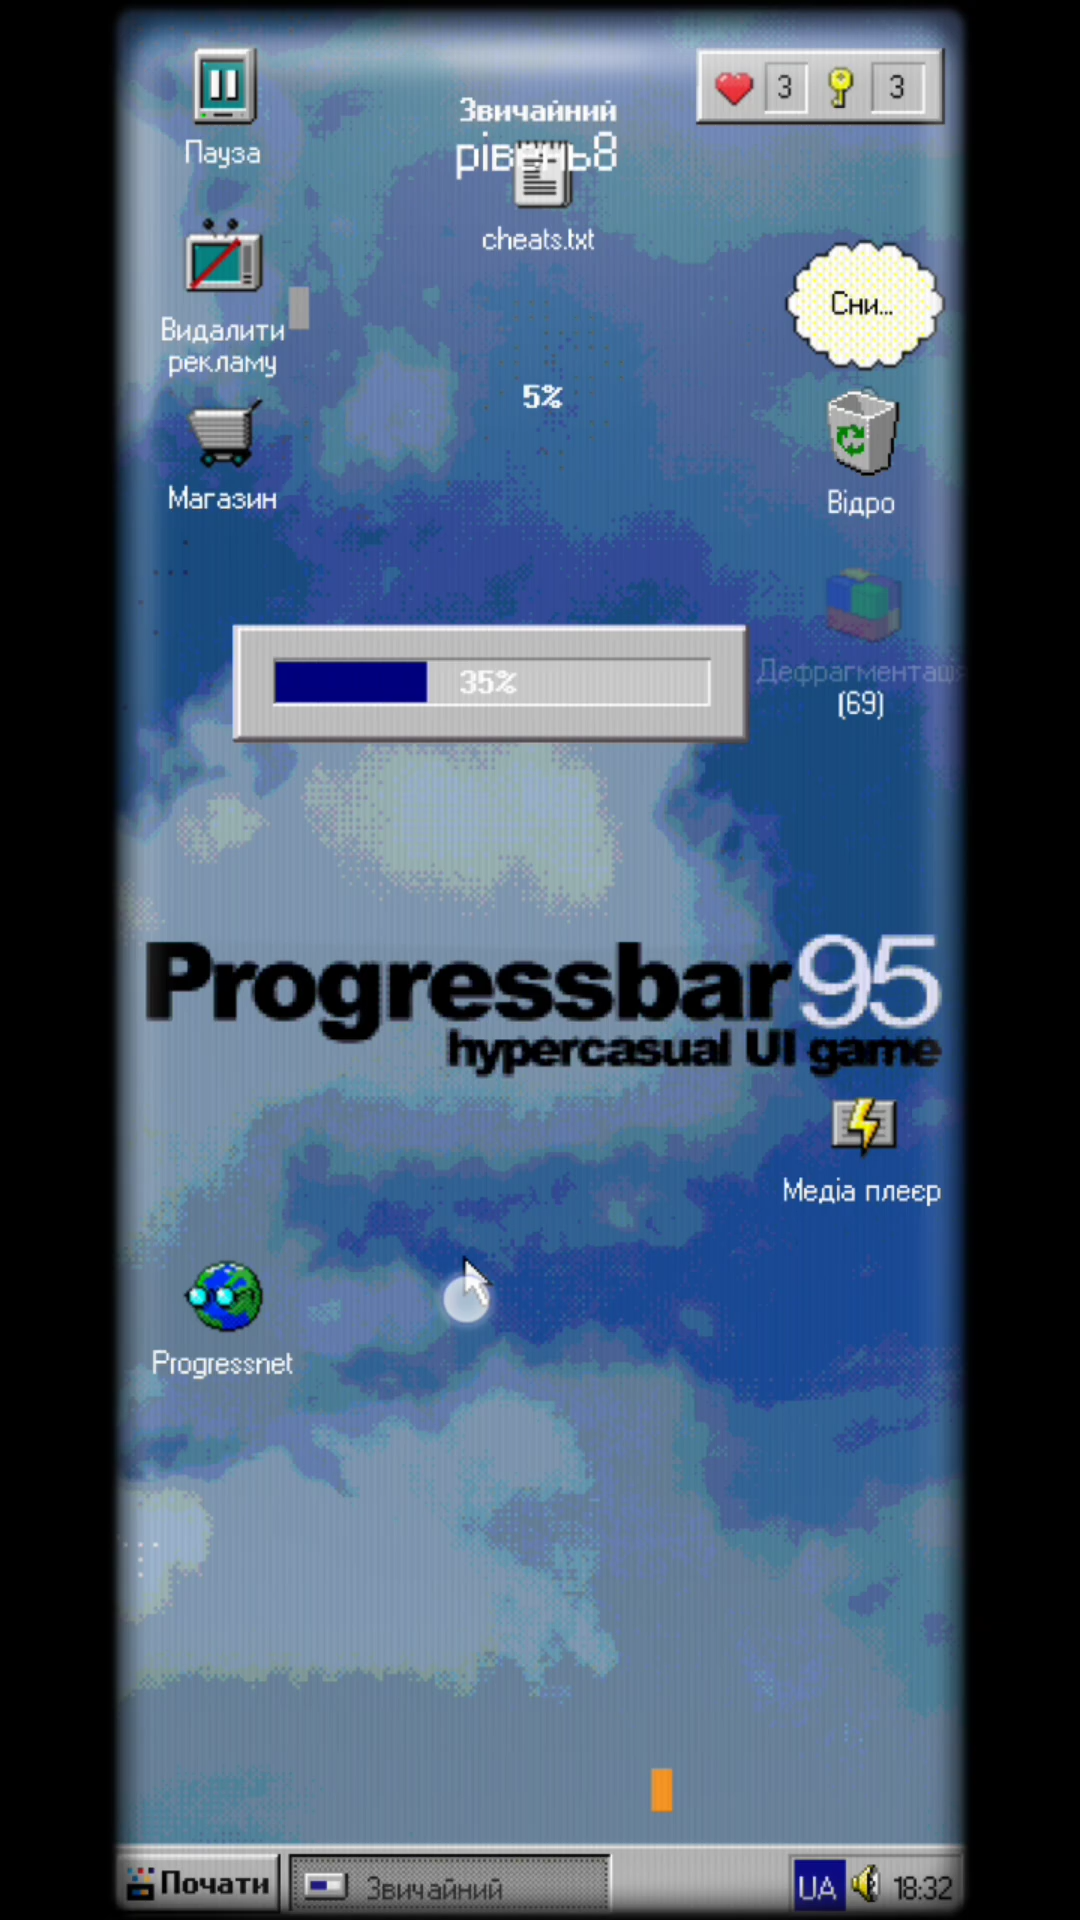 Пауза
Звичайний
рівень8
3
3
cheats.txt
Видалити
рекламу
Сни...
5%
Магазин
Відро
35%
Дефрагментація
(69)
Progressbar95
hypercasual UI game
Медіа плеєр
Progressnet
Почати
Звичайний
UA
18:32